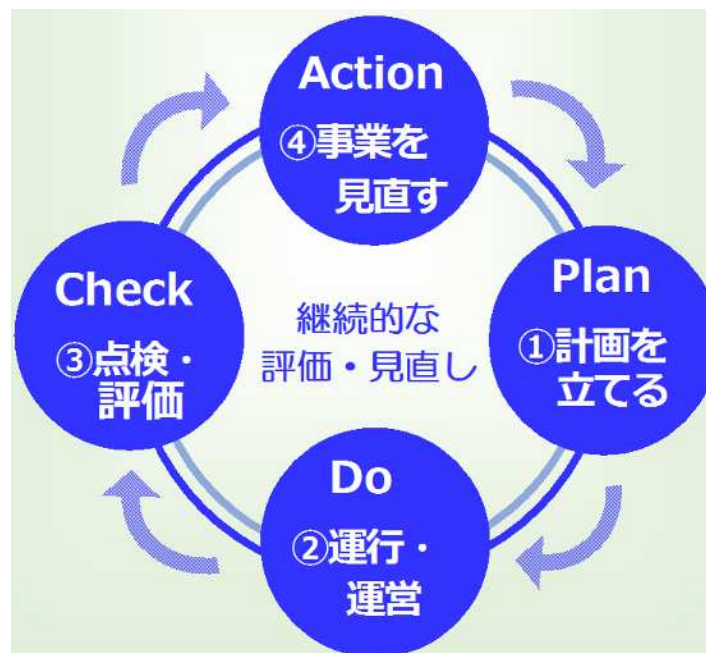 Action
④事業を
見直す
Plan
①計画を
立てる
Do
②運行・
運営
Check
③点検・
評価
継続的な
評価・見直し